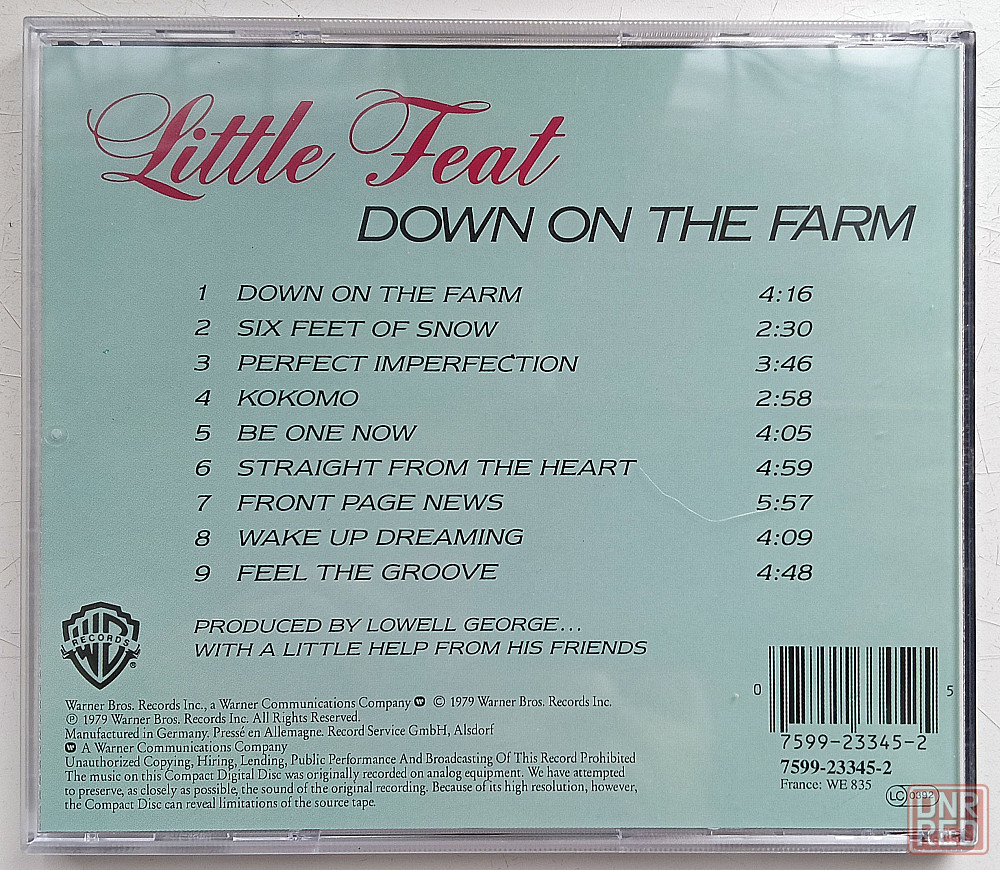 Little Feat
DOWN ON THE FARM
1 DOWN ON THE FARM 4:16
2 SIX FEET OF SNOW 2:30
3 PERFECT IMPERFECTION 3:46
4 KOKOMO 2:58
5 BE ONE NOW 4:05
6 STRAIGHT FROM THE HEART 4:59
7 FRONT PAGE NEWS 5:57
8 WAKE UP DREAMING 4:09
9 FEEL THE GROOVE 4:48
PRODUCED BY LOWELL GEORGE...
WITH A LITTLE HELP FROM HIS FRIENDS
WB RECORDS ®
Warner Bros. Records Inc., a Warner Communications Company © 1979 Warner Bros. Records Inc.
℗ 1979 Warner Bros. Records Inc. All Rights Reserved.
Manufactured in Germany. Pressé en Allemagne. Record Service GmbH, Alsdorf
A Warner Communications Company
Unauthorized Copying, Hiring, Lending, Public Performance And Broadcasting Of This Record Prohibited
The music on this Compact Digital Disc was originally recorded on analog equipment. We have attempted
to preserve, as closely as possible, the sound of the original recording. Because of its high resolution, however,
the Compact Disc can reveal limitations of the source tape.
0 7599-23345-2 5
7599-23345-2
France: WE 835
LC 0392
DNR
RED